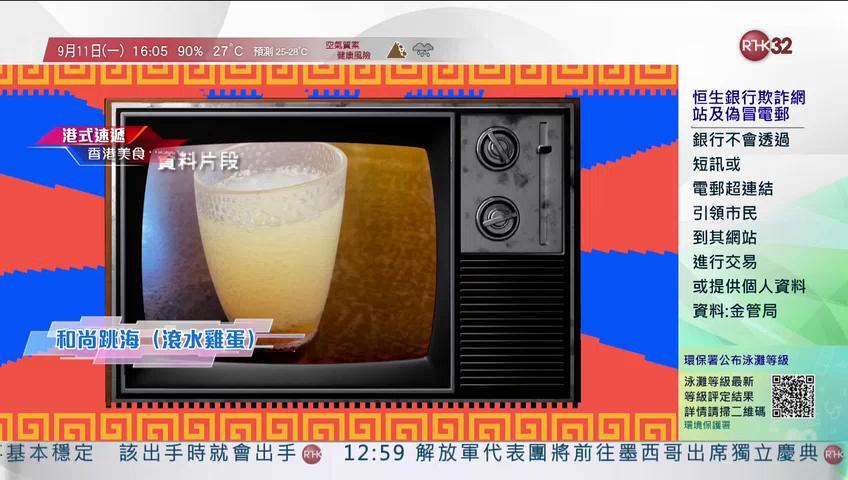 9月11日(一) 16:05 90% 27°C 預測 25-28°C
空氣質素
健康風險
RTHK 32
港式速遞
香港美食
資料片段
和尚跳海（滾水雞蛋）
恒生銀行欺詐網
站及偽冒電郵
銀行不會透過
短訊或
電郵超連結
引領市民
到其網站
進行交易
或提供個人資料
資料:金管局
環保署公布泳灘等級
泳灘等級最新
等級評定結果
詳情請掃二維碼
環境保護署
基本穩定 該出手時就會出手 RTHK 12:59 解放軍代表團將前往墨西哥出席獨立慶典 RTHK